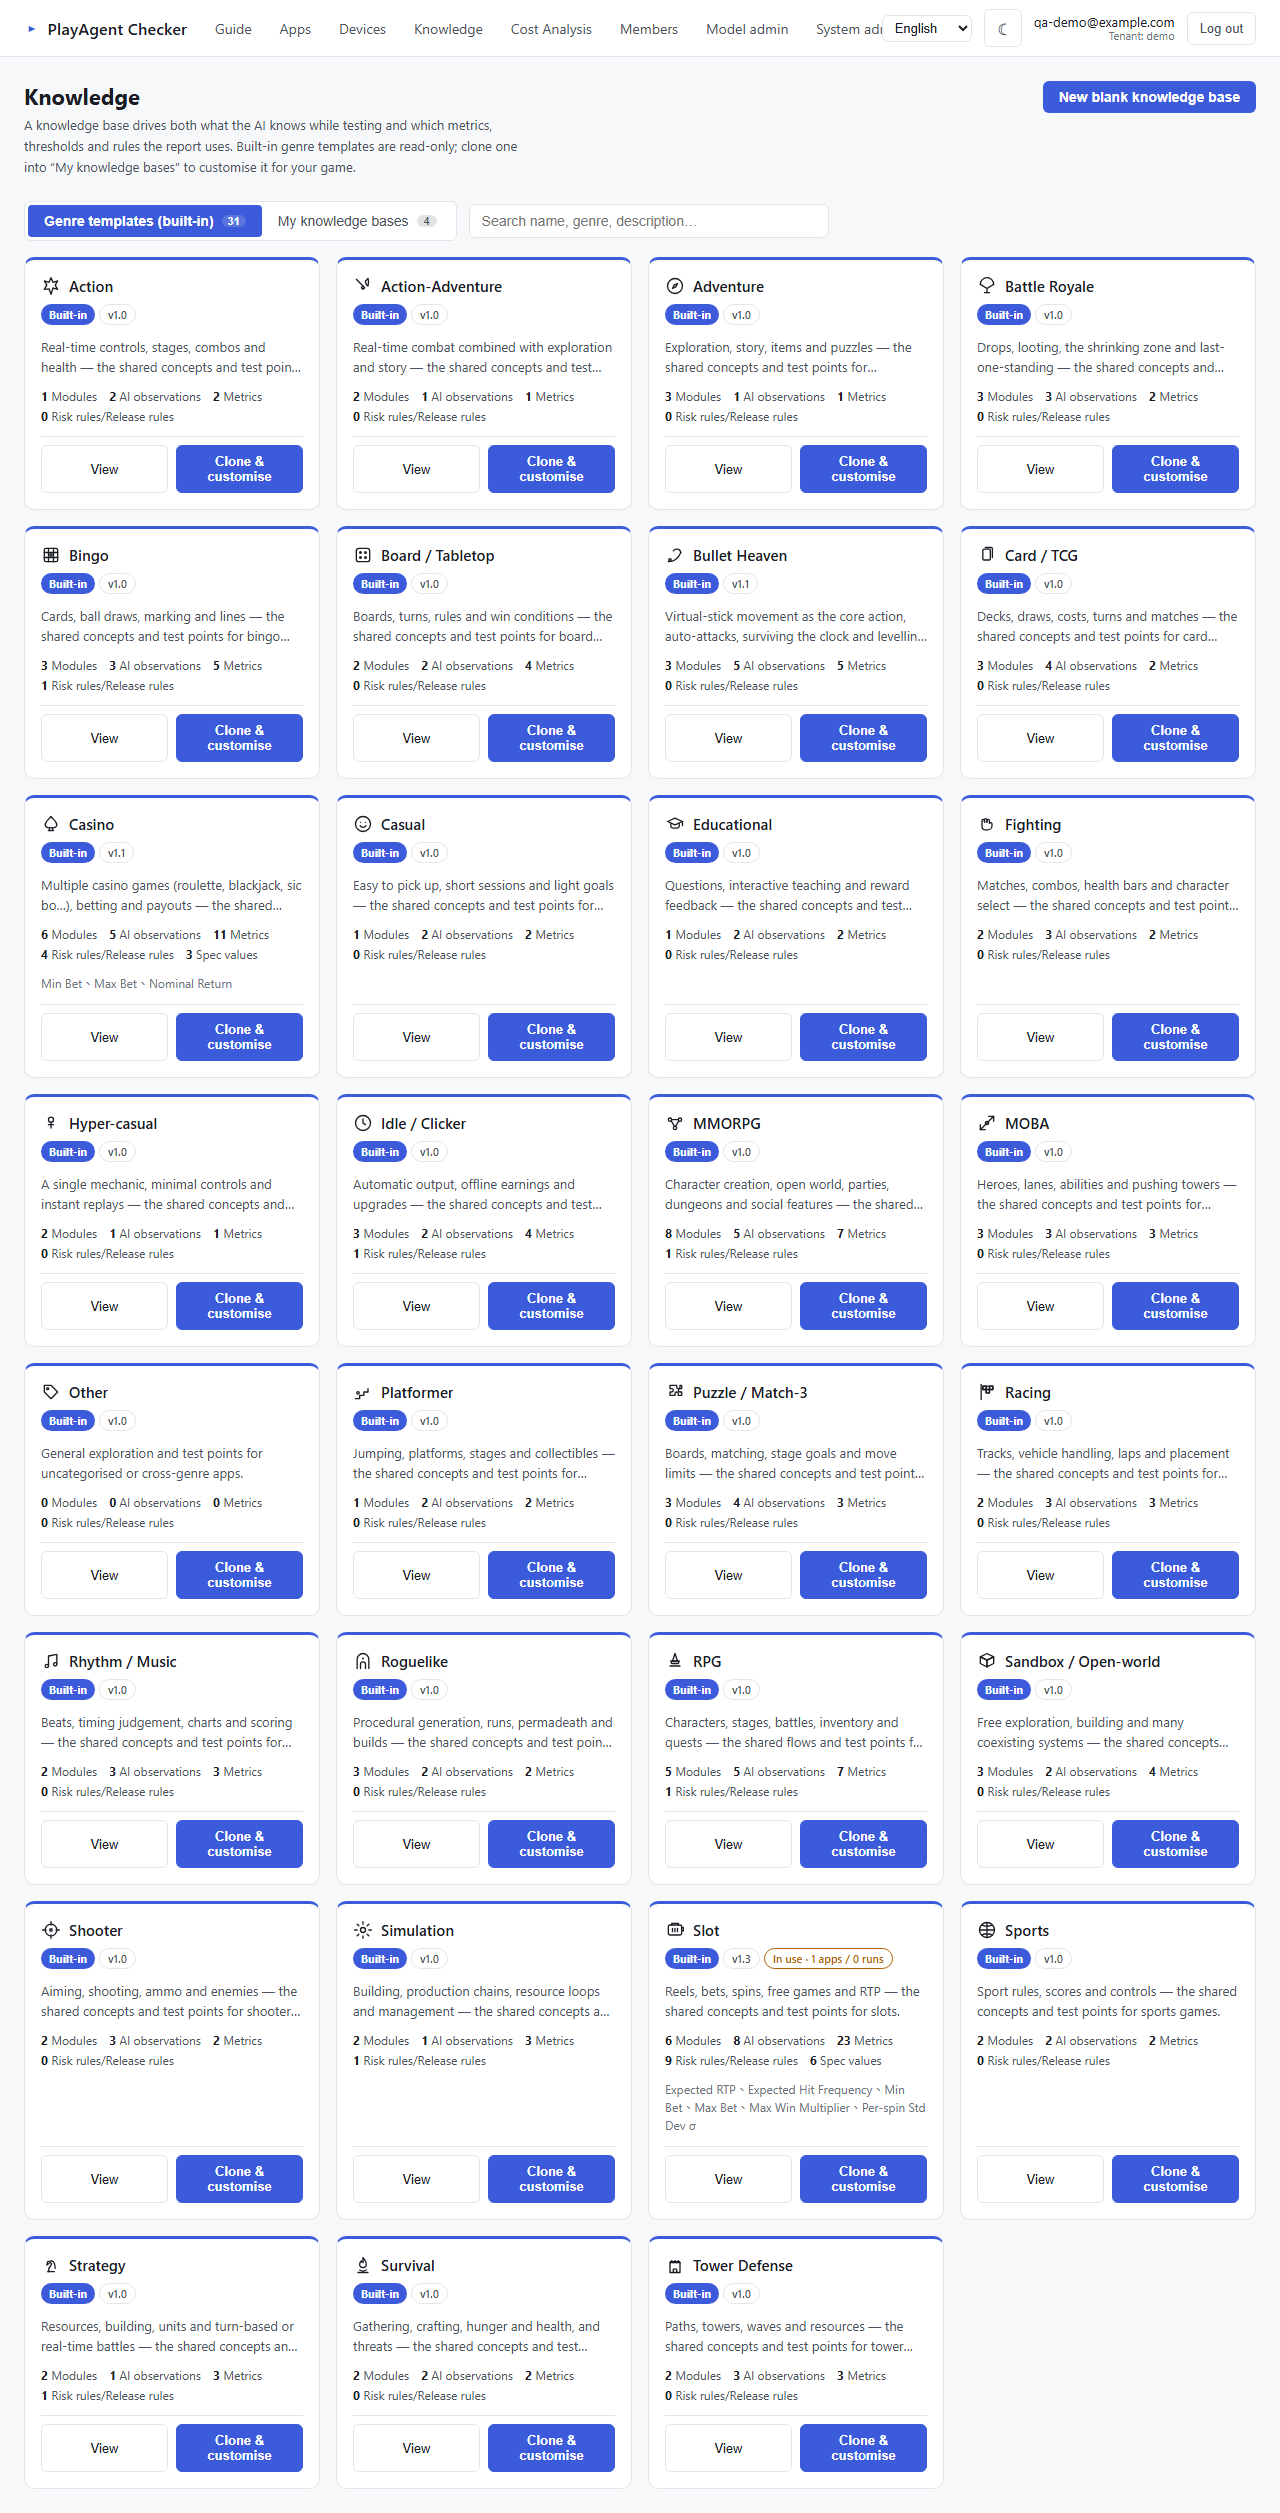 PlayAgent Checker
Guide
Apps
Devices
Knowledge
Cost Analysis
Members
Model admin
System adr
English
qa-demo@example.com
Tenant: demo
Log out
Knowledge
New blank knowledge base
A knowledge base drives both what the AI knows while testing and which metrics,
thresholds and rules the report uses. Built-in genre templates are read-only; clone one
into “My knowledge bases” to customise it for your game.
Genre templates (built-in) 31
My knowledge bases 4
Search name, genre, description…
Action
Built-in v1.0
Real-time controls, stages, combos and
health — the shared concepts and test poin…
1 Modules 2 AI observations 2 Metrics
0 Risk rules/Release rules
View
Clone &
customise
Action-Adventure
Built-in v1.0
Real-time combat combined with exploration
and story — the shared concepts and test…
2 Modules 1 AI observations 1 Metrics
0 Risk rules/Release rules
View
Clone &
customise
Adventure
Built-in v1.0
Exploration, story, items and puzzles — the
shared concepts and test points for…
3 Modules 1 AI observations 1 Metrics
0 Risk rules/Release rules
View
Clone &
customise
Battle Royale
Built-in v1.0
Drops, looting, the shrinking zone and last-
one-standing — the shared concepts and…
3 Modules 3 AI observations 2 Metrics
0 Risk rules/Release rules
View
Clone &
customise
Bingo
Built-in v1.0
Cards, ball draws, marking and lines — the
shared concepts and test points for bingo…
3 Modules 3 AI observations 5 Metrics
1 Risk rules/Release rules
View
Clone &
customise
Board / Tabletop
Built-in v1.0
Boards, turns, rules and win conditions — the
shared concepts and test points for board…
2 Modules 2 AI observations 4 Metrics
0 Risk rules/Release rules
View
Clone &
customise
Bullet Heaven
Built-in v1.1
Virtual-stick movement as the core action,
auto-attacks, surviving the clock and levellin…
3 Modules 5 AI observations 5 Metrics
0 Risk rules/Release rules
View
Clone &
customise
Card / TCG
Built-in v1.0
Decks, draws, costs, turns and matches — the
shared concepts and test points for card…
3 Modules 4 AI observations 2 Metrics
0 Risk rules/Release rules
View
Clone &
customise
Casino
Built-in v1.1
Multiple casino games (roulette, blackjack, sic
bo…), betting and payouts — the shared…
6 Modules 5 AI observations 11 Metrics
4 Risk rules/Release rules 3 Spec values
Min Bet、Max Bet、Nominal Return
View
Clone &
customise
Casual
Built-in v1.0
Easy to pick up, short sessions and light goals
— the shared concepts and test points for…
1 Modules 2 AI observations 2 Metrics
0 Risk rules/Release rules
View
Clone &
customise
Educational
Built-in v1.0
Questions, interactive teaching and reward
feedback — the shared concepts and test…
1 Modules 2 AI observations 2 Metrics
0 Risk rules/Release rules
View
Clone &
customise
Fighting
Built-in v1.0
Matches, combos, health bars and character
select — the shared concepts and test point…
2 Modules 3 AI observations 2 Metrics
0 Risk rules/Release rules
View
Clone &
customise
Hyper-casual
Built-in v1.0
A single mechanic, minimal controls and
instant replays — the shared concepts and…
2 Modules 1 AI observations 1 Metrics
0 Risk rules/Release rules
View
Clone &
customise
Idle / Clicker
Built-in v1.0
Automatic output, offline earnings and
upgrades — the shared concepts and test…
3 Modules 2 AI observations 4 Metrics
1 Risk rules/Release rules
View
Clone &
customise
MMORPG
Built-in v1.0
Character creation, open world, parties,
dungeons and social features — the shared…
8 Modules 5 AI observations 7 Metrics
1 Risk rules/Release rules
View
Clone &
customise
MOBA
Built-in v1.0
Heroes, lanes, abilities and pushing towers —
the shared concepts and test points for…
3 Modules 3 AI observations 3 Metrics
0 Risk rules/Release rules
View
Clone &
customise
Other
Built-in v1.0
General exploration and test points for
uncategorised or cross-genre apps.
0 Modules 0 AI observations 0 Metrics
0 Risk rules/Release rules
View
Clone &
customise
Platformer
Built-in v1.0
Jumping, platforms, stages and collectibles —
the shared concepts and test points for…
1 Modules 2 AI observations 2 Metrics
0 Risk rules/Release rules
View
Clone &
customise
Puzzle / Match-3
Built-in v1.0
Boards, matching, stage goals and move
limits — the shared concepts and test point…
3 Modules 4 AI observations 3 Metrics
0 Risk rules/Release rules
View
Clone &
customise
Racing
Built-in v1.0
Tracks, vehicle handling, laps and placement
— the shared concepts and test points for…
2 Modules 3 AI observations 3 Metrics
0 Risk rules/Release rules
View
Clone &
customise
Rhythm / Music
Built-in v1.0
Beats, timing judgement, charts and scoring
— the shared concepts and test points for…
2 Modules 3 AI observations 3 Metrics
0 Risk rules/Release rules
View
Clone &
customise
Roguelike
Built-in v1.0
Procedural generation, runs, permadeath and
builds — the shared concepts and test poin…
3 Modules 2 AI observations 2 Metrics
0 Risk rules/Release rules
View
Clone &
customise
RPG
Built-in v1.0
Characters, stages, battles, inventory and
quests — the shared flows and test points f…
5 Modules 5 AI observations 7 Metrics
1 Risk rules/Release rules
View
Clone &
customise
Sandbox / Open-world
Built-in v1.0
Free exploration, building and many
coexisting systems — the shared concepts…
3 Modules 2 AI observations 4 Metrics
0 Risk rules/Release rules
View
Clone &
customise
Shooter
Built-in v1.0
Aiming, shooting, ammo and enemies — the
shared concepts and test points for shooter…
2 Modules 3 AI observations 2 Metrics
0 Risk rules/Release rules
View
Clone &
customise
Simulation
Built-in v1.0
Building, production chains, resource loops
and management — the shared concepts a…
2 Modules 1 AI observations 3 Metrics
1 Risk rules/Release rules
View
Clone &
customise
Slot
Built-in v1.3 In use · 1 apps / 0 runs
Reels, bets, spins, free games and RTP — the
shared concepts and test points for slots.
6 Modules 8 AI observations 23 Metrics
9 Risk rules/Release rules 6 Spec values
Expected RTP、Expected Hit Frequency、Min
Bet、Max Bet、Max Win Multiplier、Per-spin Std
Dev σ
View
Clone &
customise
Sports
Built-in v1.0
Sport rules, scores and controls — the shared
concepts and test points for sports games.
2 Modules 2 AI observations 2 Metrics
0 Risk rules/Release rules
View
Clone &
customise
Strategy
Built-in v1.0
Resources, building, units and turn-based or
real-time battles — the shared concepts an…
2 Modules 1 AI observations 3 Metrics
1 Risk rules/Release rules
View
Clone &
customise
Survival
Built-in v1.0
Gathering, crafting, hunger and health, and
threats — the shared concepts and test…
2 Modules 2 AI observations 2 Metrics
0 Risk rules/Release rules
View
Clone &
customise
Tower Defense
Built-in v1.0
Paths, towers, waves and resources — the
shared concepts and test points for tower…
2 Modules 3 AI observations 3 Metrics
0 Risk rules/Release rules
View
Clone &
customise